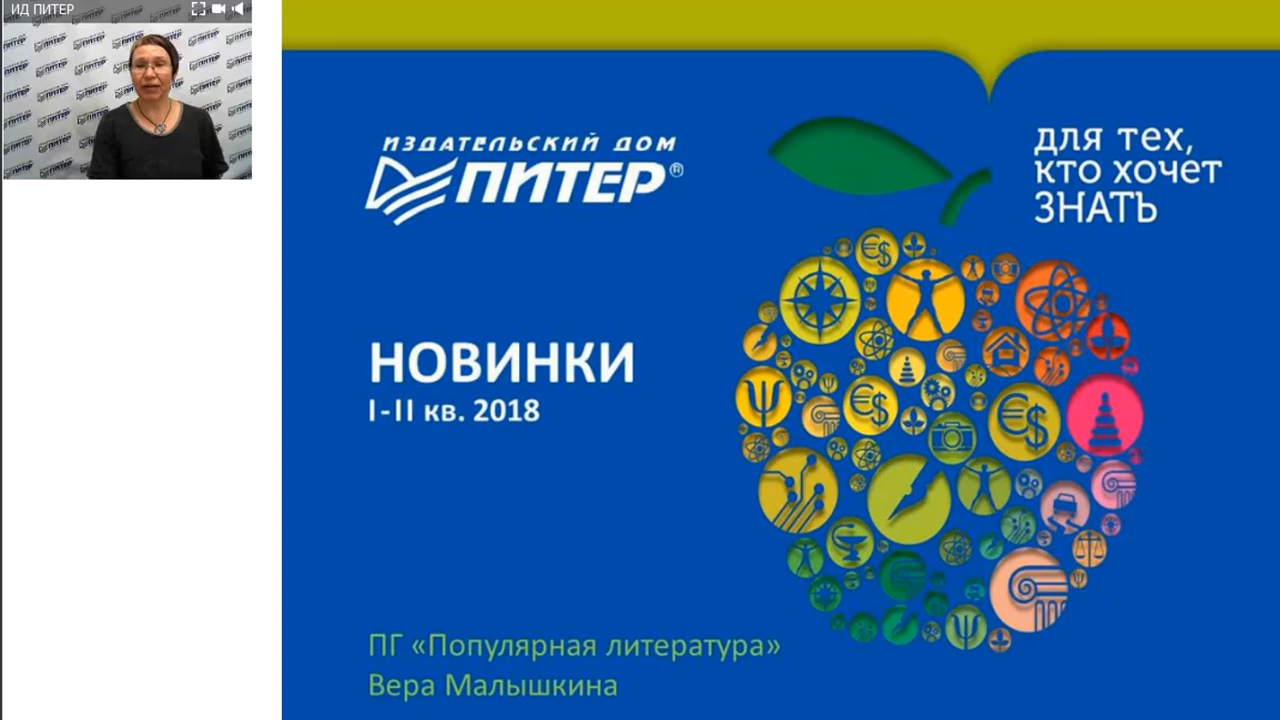 ИД ПИТЕР
ИЗДАТЕЛЬСКИЙ ДОМ
ПИТЕР®
для тех,
кто хочет
ЗНАТЬ
НОВИНКИ
I-II кв. 2018
ПГ «Популярная литература»
Вера Малышкина